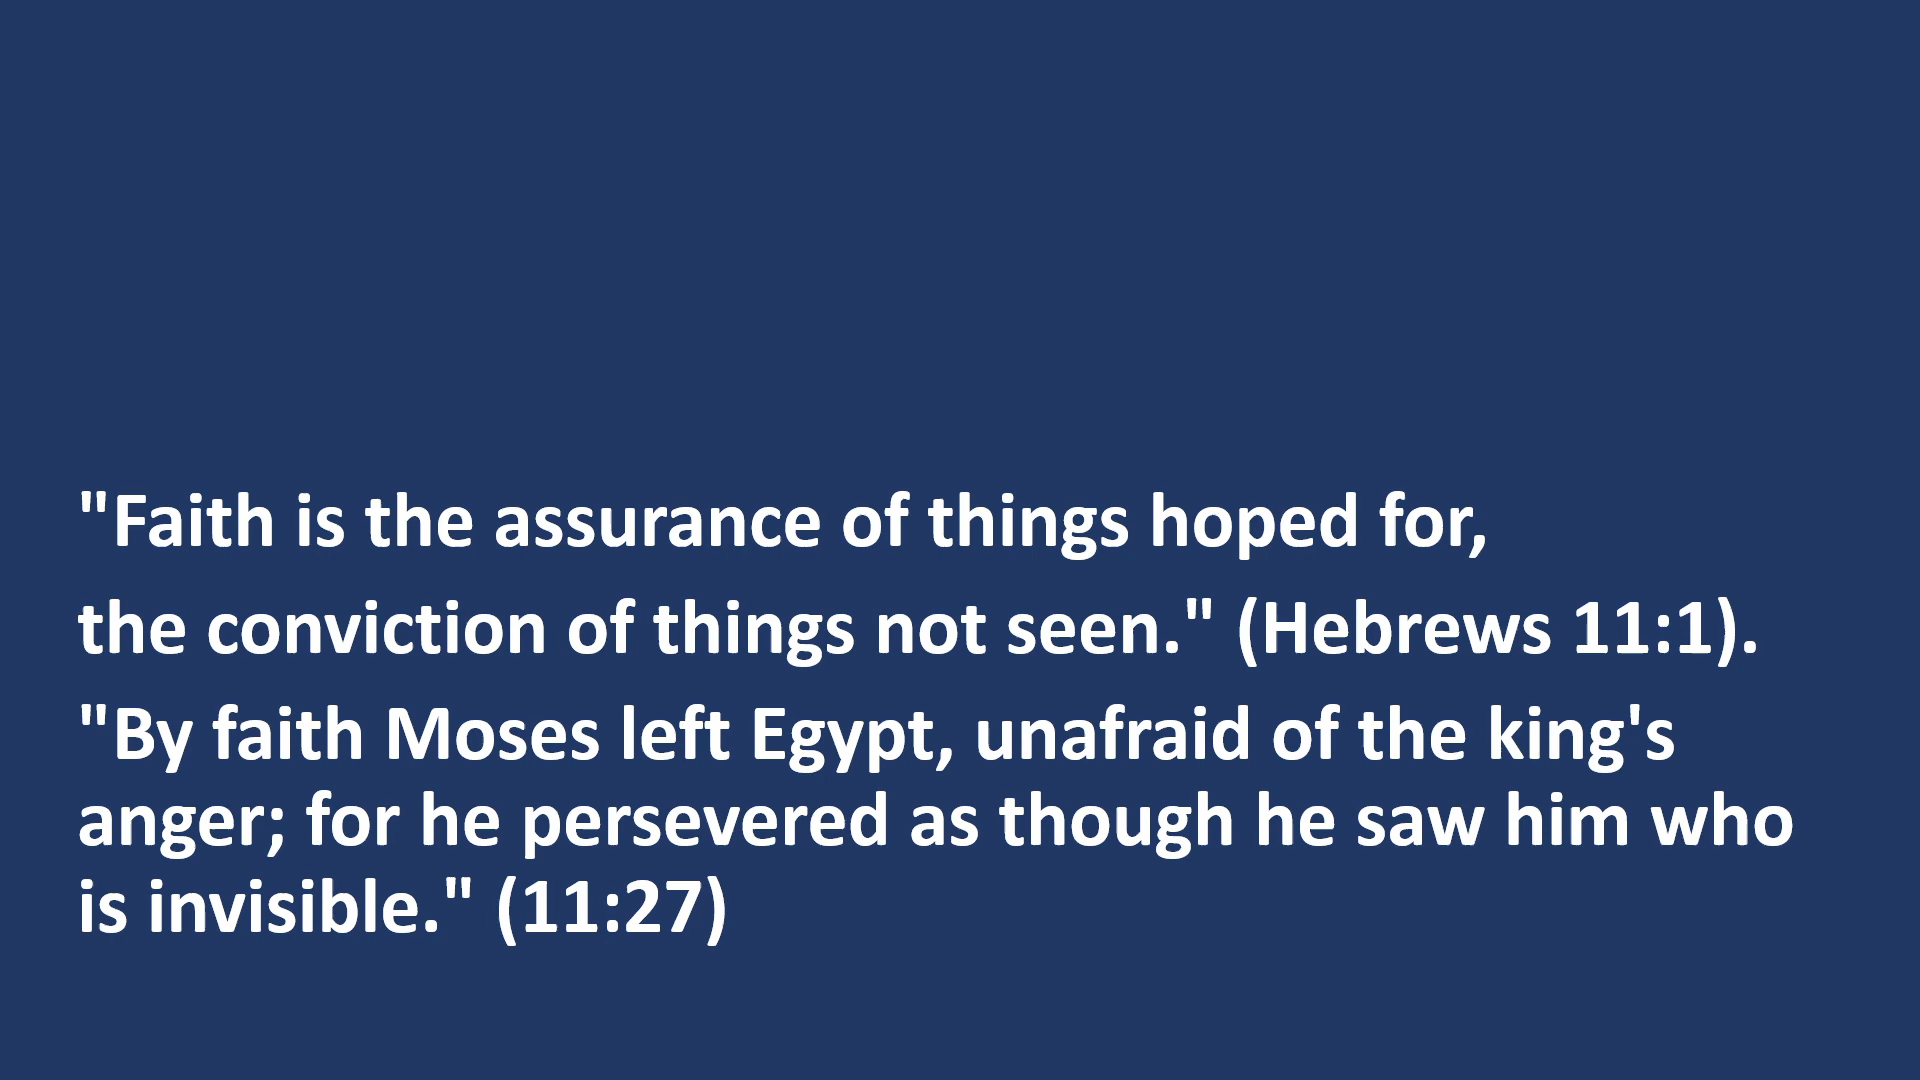 "Faith is the assurance of things hoped for,
the conviction of things not seen." (Hebrews 11:1).
"By faith Moses left Egypt, unafraid of the king's
anger; for he persevered as though he saw him who
is invisible." (11:27)